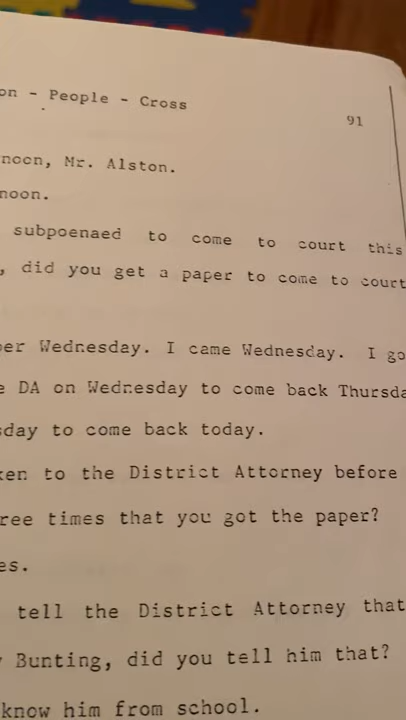 on - People - Cross
91
noon, Mr. Alston.
noon.
subpoenaed to come to court this
, did you get a paper to come to court
er Wednesday. I came Wednesday. I go
e DA on Wednesday to come back Thursda
sday to come back today.
ken to the District Attorney before
ree times that you got the paper?
es.
tell the District Attorney that
Bunting, did you tell him that?
know him from school.